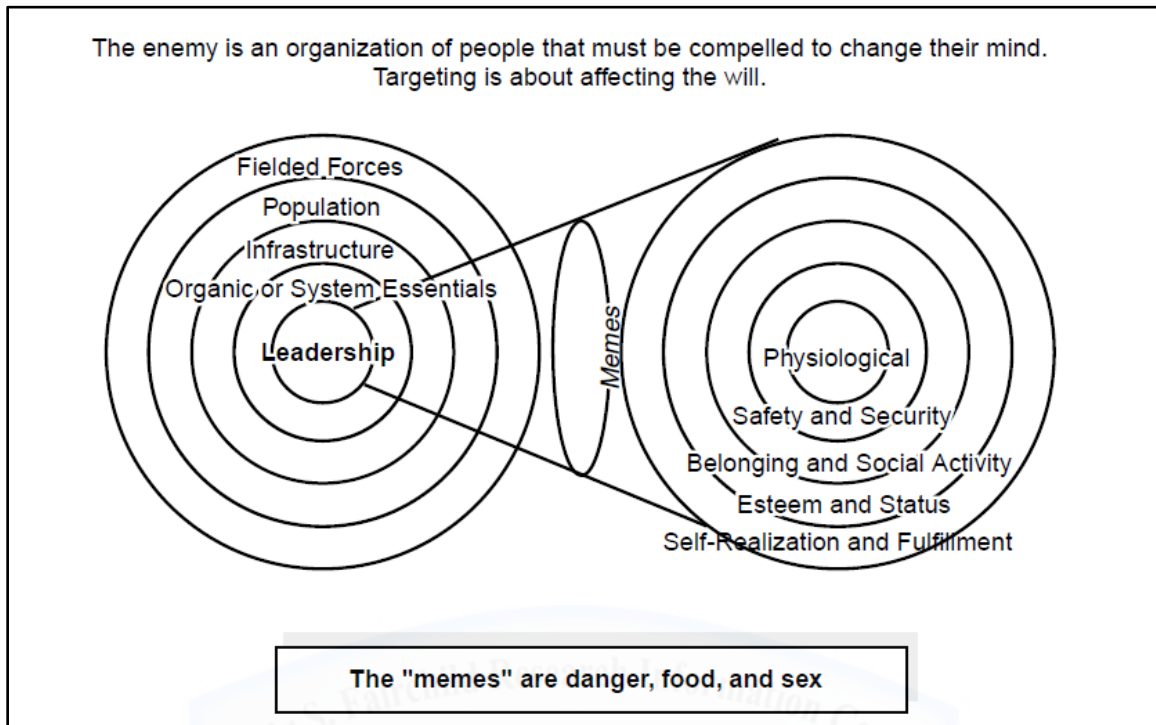 The enemy is an organization of people that must be compelled to change their mind.
Targeting is about affecting the will.
Fielded Forces
Population
Infrastructure
Organic or System Essentials
Leadership
Memes
Physiological
Safety and Security
Belonging and Social Activity
Esteem and Status
Self-Realization and Fulfillment
The "memes" are danger, food, and sex